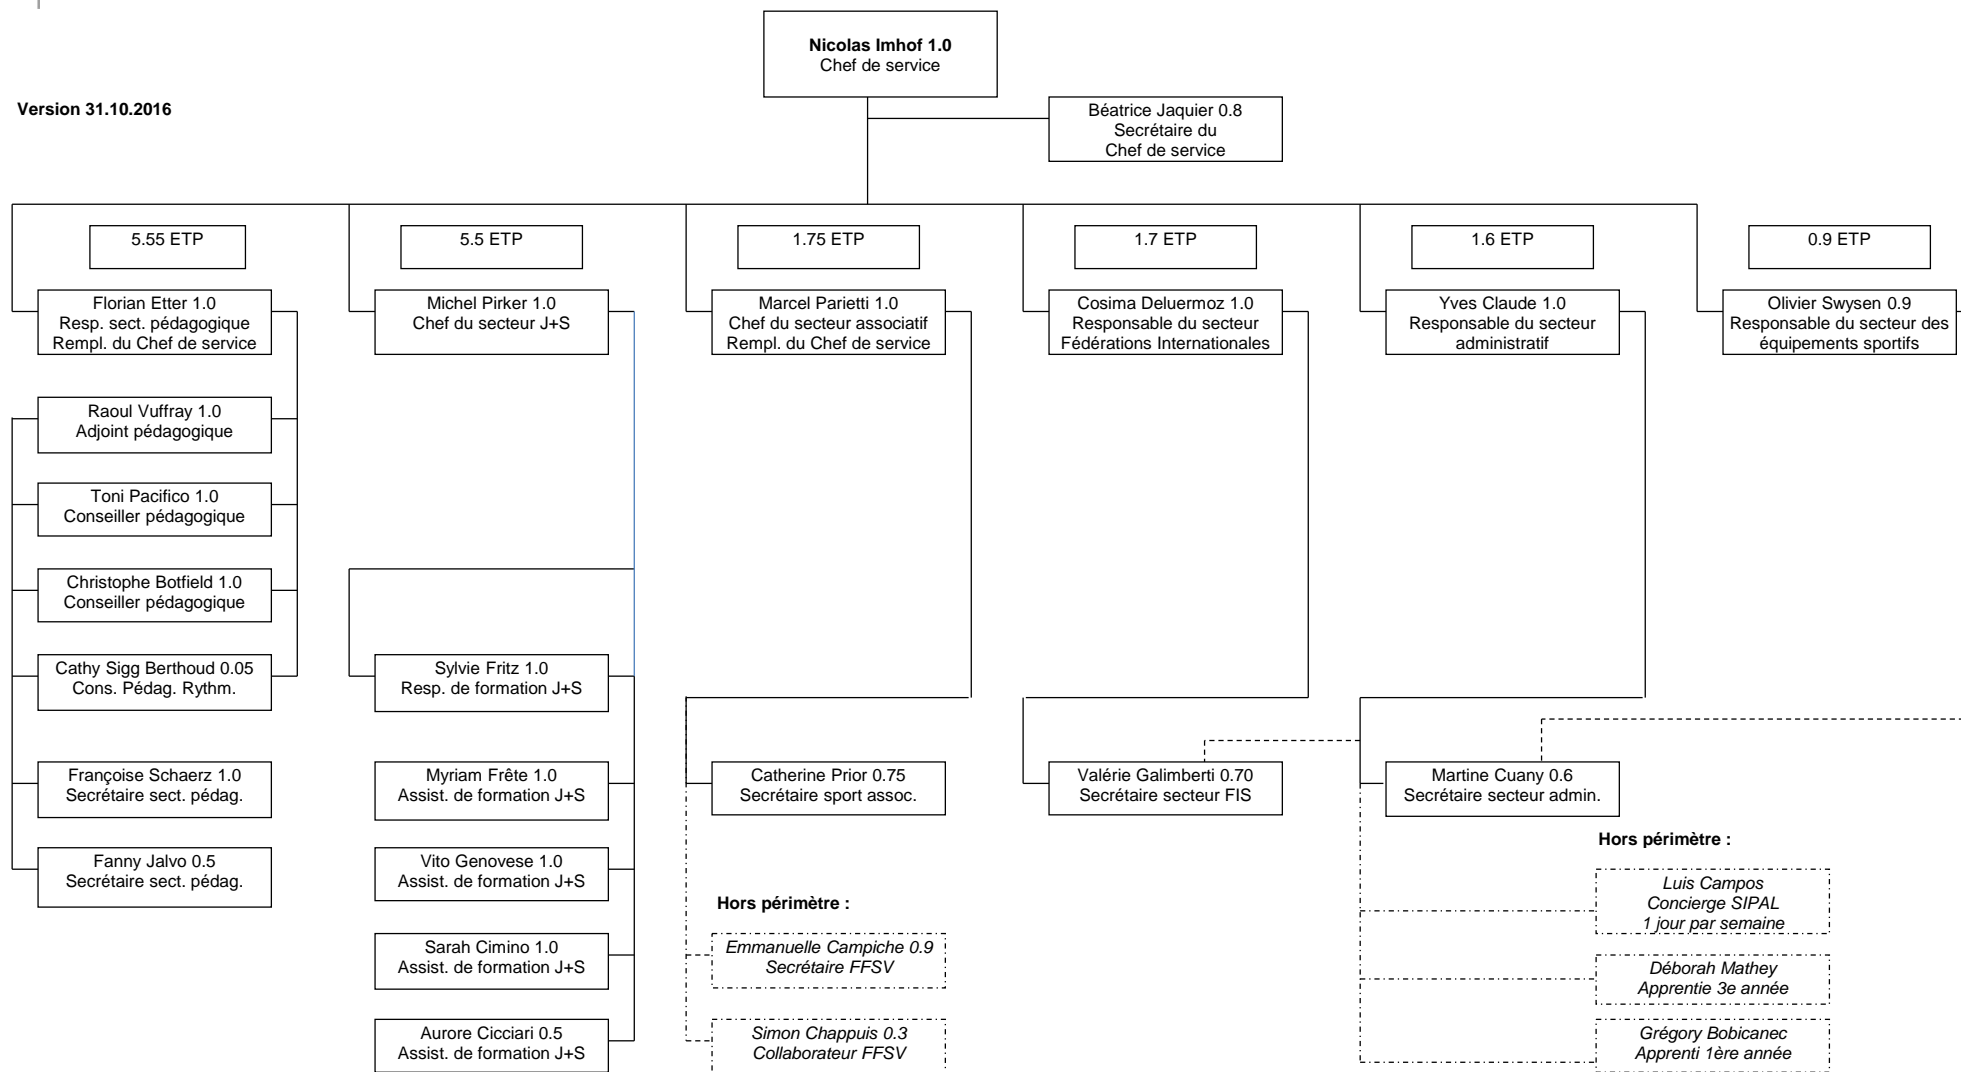 Nicolas Imhof 1.0
Chef de service
Version 31.10.2016
Béatrice Jaquier 0.8
Secrétaire du
Chef de service
5.55 ETP
Florian Etter 1.0
Resp. sect. pédagogique
Rempl. du Chef de service
Raoul Vuffray 1.0
Adjoint pédagogique
Toni Pacifico 1.0
Conseiller pédagogique
Christophe Botfield 1.0
Conseiller pédagogique
Cathy Sigg Berthoud 0.05
Cons. Pédag. Rythm.
Françoise Schaerz 1.0
Secrétaire sect. pédag.
Fanny Jalvo 0.5
Secrétaire sect. pédag.
5.5 ETP
Michel Pirker 1.0
Chef du secteur J+S
Sylvie Fritz 1.0
Resp. de formation J+S
Myriam Frête 1.0
Assist. de formation J+S
Vito Genovese 1.0
Assist. de formation J+S
Sarah Cimino 1.0
Assist. de formation J+S
Aurore Cicciari 0.5
Assist. de formation J+S
1.75 ETP
Marcel Parietti 1.0
Chef du secteur associatif
Rempl. du Chef de service
Catherine Prior 0.75
Secrétaire sport assoc.
Hors périmètre :
Emmanuelle Campiche 0.9
Secrétaire FFSV
Simon Chappuis 0.3
Collaborateur FFSV
1.7 ETP
Cosima Deluermoz 1.0
Responsable du secteur
Fédérations Internationales
Valérie Galimberti 0.70
Secrétaire secteur FIS
1.6 ETP
Yves Claude 1.0
Responsable du secteur
administratif
Martine Cuany 0.6
Secrétaire secteur admin.
Hors périmètre :
Luis Campos
Concierge SIPAL
1 jour par semaine
Déborah Mathey
Apprentie 3e année
Grégory Bobicanec
Apprenti 1ère année
0.9 ETP
Olivier Swysen 0.9
Responsable du secteur des
équipements sportifs